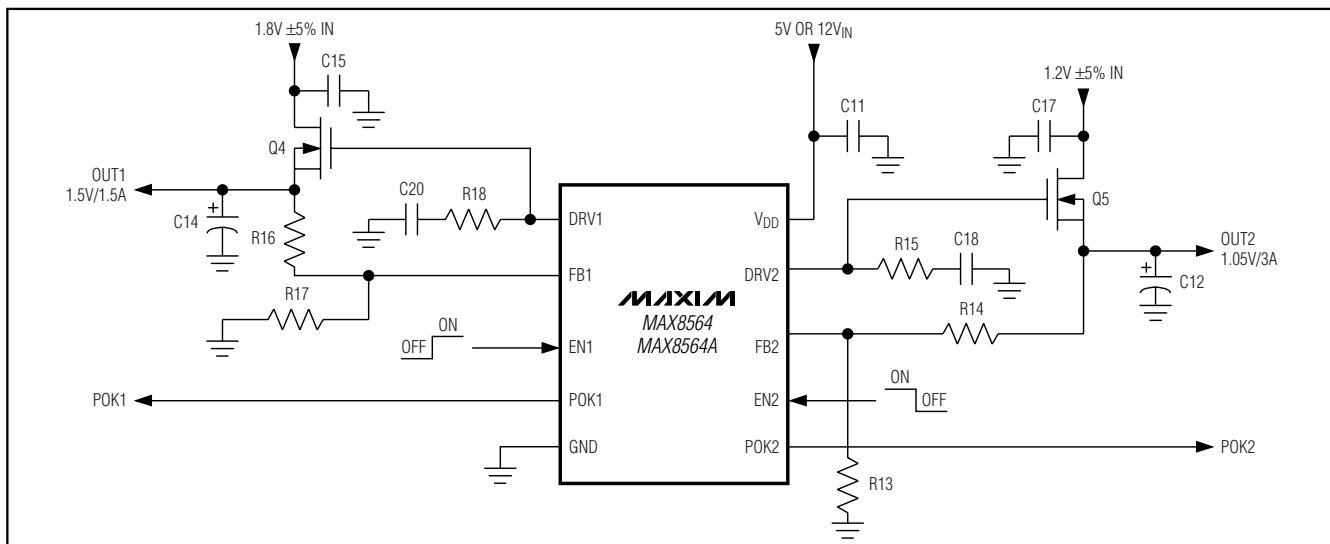 1.8V ±5% IN
C15
Q4
OUT1
1.5V/1.5A
C14
R16
C20
R18
R17
ON
OFF
POK1
5V OR 12VIN
C11
1.2V ±5% IN
C17
Q5
DRV1
FB1
EN1
POK1
GND
VDD
DRV2
FB2
EN2
POK2
MAXIM
MAX8564
MAX8564A
R15
C18
OUT2
1.05V/3A
C12
R14
ON
OFF
POK2
R13